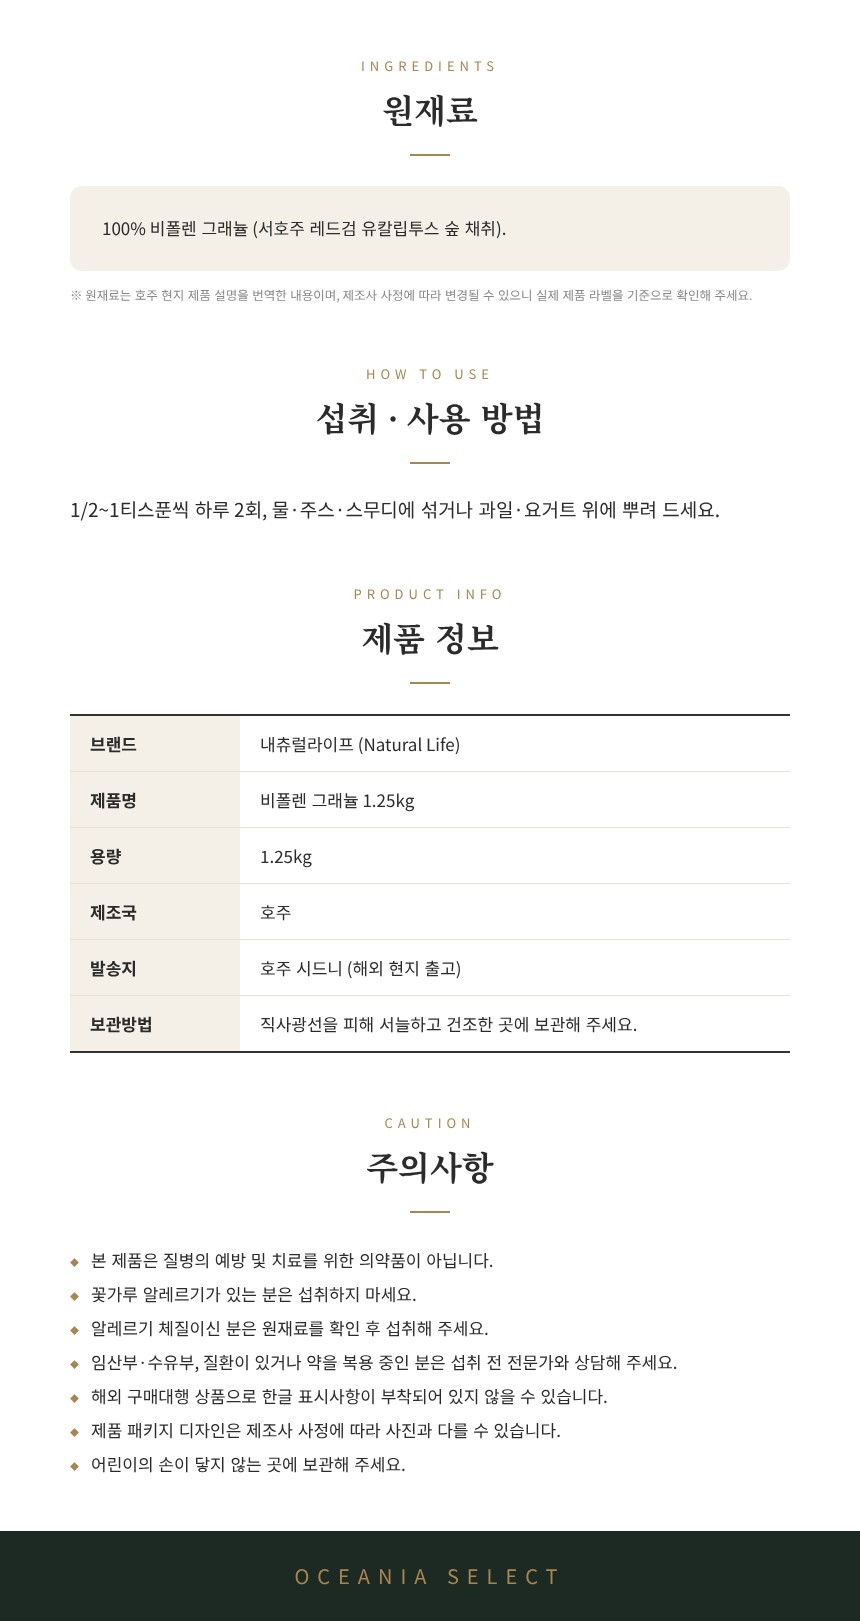 INGREDIENTS
원재료
100% 비폴렌 그래뉼 (서호주 레드검 유칼립투스 숲 채취).
※ 원재료는 호주 현지 제품 설명을 번역한 내용이며, 제조사 사정에 따라 변경될 수 있으니 실제 제품 라벨을 기준으로 확인해 주세요.
HOW TO USE
섭취 · 사용 방법
1/2~1티스푼씩 하루 2회, 물·주스·스무디에 섞거나 과일·요거트 위에 뿌려 드세요.
PRODUCT INFO
제품 정보
브랜드 내츄럴라이프 (Natural Life)
제품명 비폴렌 그래뉼 1.25kg
용량 1.25kg
제조국 호주
발송지 호주 시드니 (해외 현지 출고)
보관방법 직사광선을 피해 서늘하고 건조한 곳에 보관해 주세요.
CAUTION
주의사항
◆ 본 제품은 질병의 예방 및 치료를 위한 의약품이 아닙니다.
◆ 꽃가루 알레르기가 있는 분은 섭취하지 마세요.
◆ 알레르기 체질이신 분은 원재료를 확인 후 섭취해 주세요.
◆ 임산부·수유부, 질환이 있거나 약을 복용 중인 분은 섭취 전 전문가와 상담해 주세요.
◆ 해외 구매대행 상품으로 한글 표시사항이 부착되어 있지 않을 수 있습니다.
◆ 제품 패키지 디자인은 제조사 사정에 따라 사진과 다를 수 있습니다.
◆ 어린이의 손이 닿지 않는 곳에 보관해 주세요.
OCEANIA SELECT